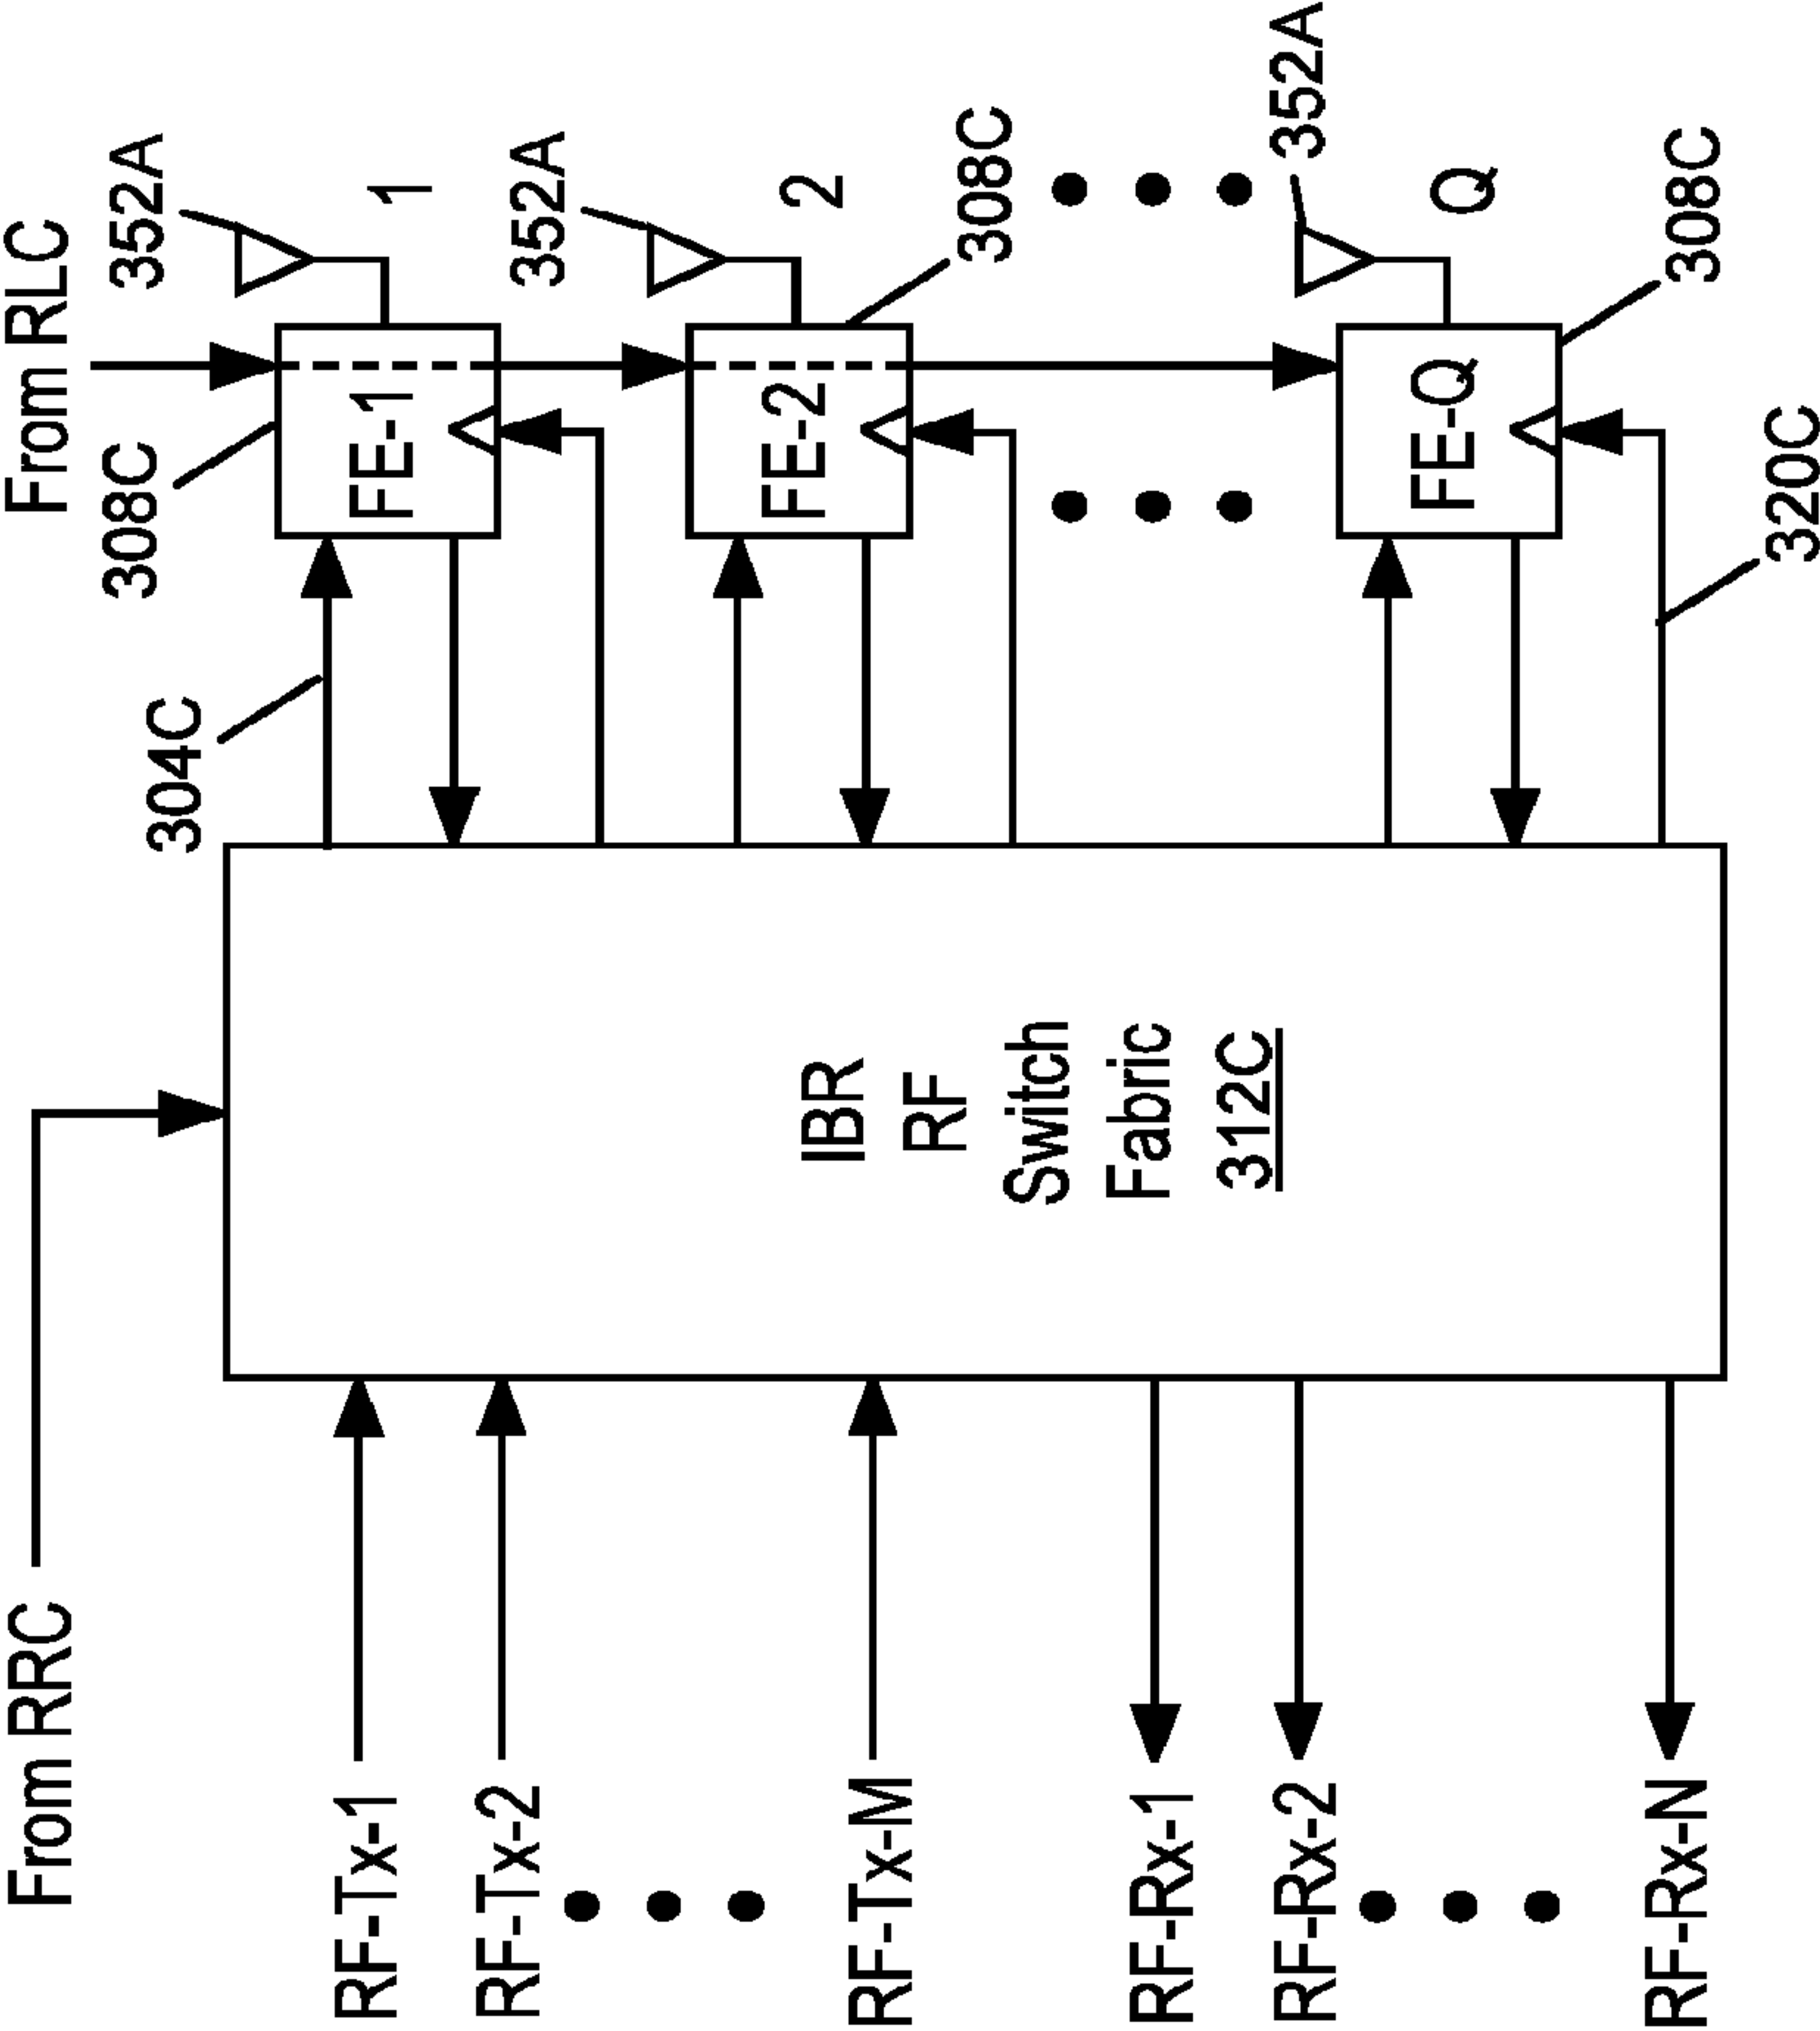 From RRC
From RLC
RF-Tx-1
RF-Tx-2
RF-Tx-M
RF-Rx-1
RF-Rx-2
RF-Rx-N
IBR
RF
Switch
Fabric
312C
304C
308C
FE-1
352A
1
FE-2
352A
2
308C
FE-Q
352A
Q
308C
320C